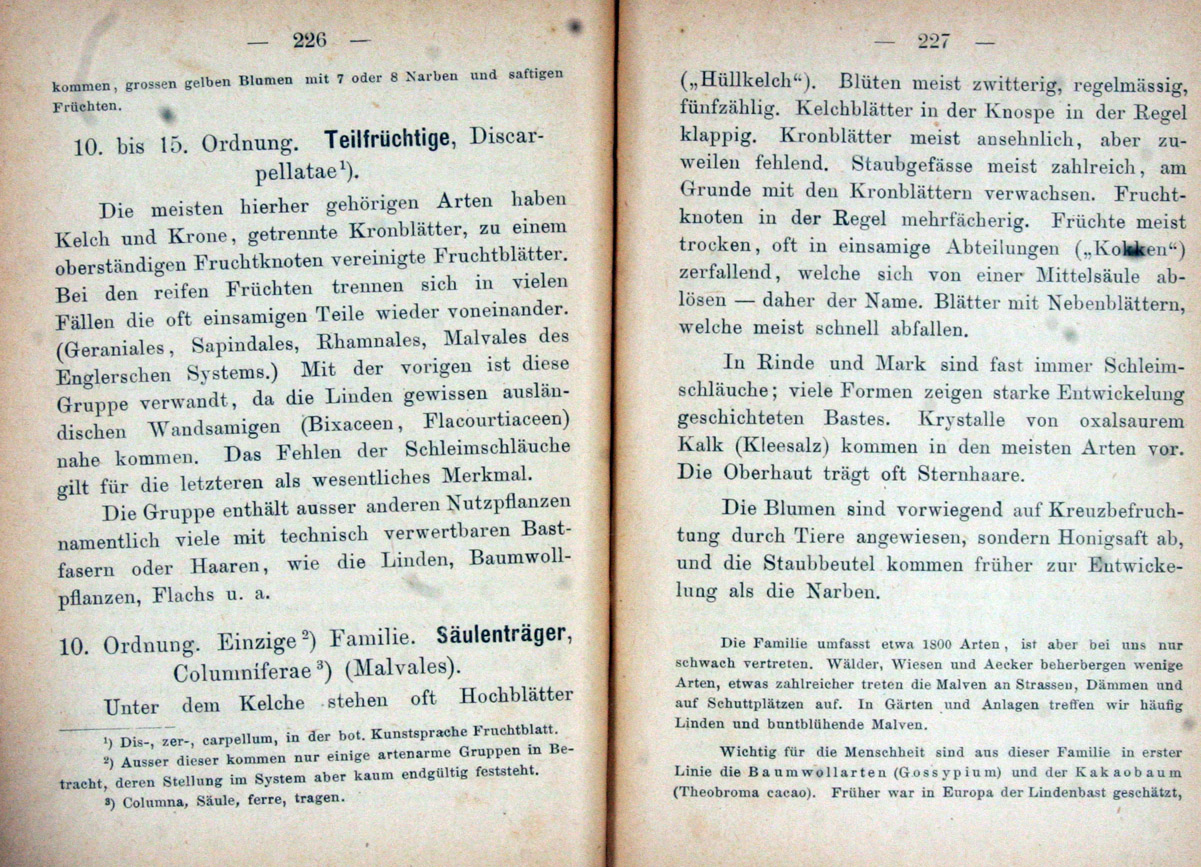 — 226 —
kommen, grossen gelben Blumen mit 7 oder 8 Narben und saftigen
Früchten.
10. bis 15. Ordnung. Teilfrüchtige, Discar-
pellatae¹).
Die meisten hierher gehörigen Arten haben
Kelch und Krone, getrennte Kronblätter, zu einem
oberständigen Fruchtknoten vereinigte Fruchtblätter.
Bei den reifen Früchten trennen sich in vielen
Fällen die oft einsamigen Teile wieder voneinander.
(Geraniales, Sapindales, Rhamnales, Malvales des
Englerschen Systems.) Mit der vorigen ist diese
Gruppe verwandt, da die Linden gewissen auslän-
dischen Wandsamigen (Bixaceen, Flacourtiaceen)
nahe kommen. Das Fehlen der Schleimschläuche
gilt für die letzteren als wesentliches Merkmal.
Die Gruppe enthält ausser anderen Nutzpflanzen
namentlich viele mit technisch verwertbaren Bast-
fasern oder Haaren, wie die Linden, Baumwoll-
pflanzen, Flachs u. a.
10. Ordnung. Einzige²) Familie. Säulenträger,
Columniferae³) (Malvales).
Unter dem Kelche stehen oft Hochblätter
¹) Dis-, zer-, carpellum, in der bot. Kunstsprache Fruchtblatt.
²) Ausser dieser kommen nur einige artenarme Gruppen in Be-
tracht, deren Stellung im System aber kaum endgültig feststeht.
³) Columna, Säule, ferre, tragen.
— 227 —
(„Hüllkelch“). Blüten meist zwitterig, regelmässig,
fünfzählig. Kelchblätter in der Knospe in der Regel
klappig. Kronblätter meist ansehnlich, aber zu-
weilen fehlend. Staubgefässe meist zahlreich, am
Grunde mit den Kronblättern verwachsen. Frucht-
knoten in der Regel mehrfächerig. Früchte meist
trocken, oft in einsamige Abteilungen („Kokken“)
zerfallend, welche sich von einer Mittelsäule ab-
lösen — daher der Name. Blätter mit Nebenblättern,
welche meist schnell abfallen.
In Rinde und Mark sind fast immer Schleim-
schläuche; viele Formen zeigen starke Entwickelung
geschichteten Bastes. Krystalle von oxalsaurem
Kalk (Kleesalz) kommen in den meisten Arten vor.
Die Oberhaut trägt oft Sternhaare.
Die Blumen sind vorwiegend auf Kreuzbefruch-
tung durch Tiere angewiesen, sondern Honigsaft ab,
und die Staubbeutel kommen früher zur Entwicke-
lung als die Narben.
Die Familie umfasst etwa 1800 Arten, ist aber bei uns nur
schwach vertreten. Wälder, Wiesen und Aecker beherbergen wenige
Arten, etwas zahlreicher treten die Malven an Strassen, Dämmen und
auf Schuttplätzen auf. In Gärten und Anlagen treffen wir häufig
Linden und buntblühende Malven.
Wichtig für die Menschheit sind aus dieser Familie in erster
Linie die Baumwollarten (Gossypium) und der Kakaobaum
(Theobroma cacao). Früher war in Europa der Lindenbast geschätzt,